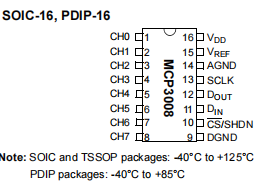 SOIC-16, PDIP-16
CH0 1 16 VDD
CH1 2 15 VREF
CH2 3 14 AGND
CH3 4 13 SCLK
CH4 5 12 DOUT
CH5 6 11 DIN
CH6 7 10 CS/SHDN
CH7 8 9 DGND
MCP3008
Note: SOIC and TSSOP packages: -40°C to +125°C
PDIP packages: -40°C to +85°C